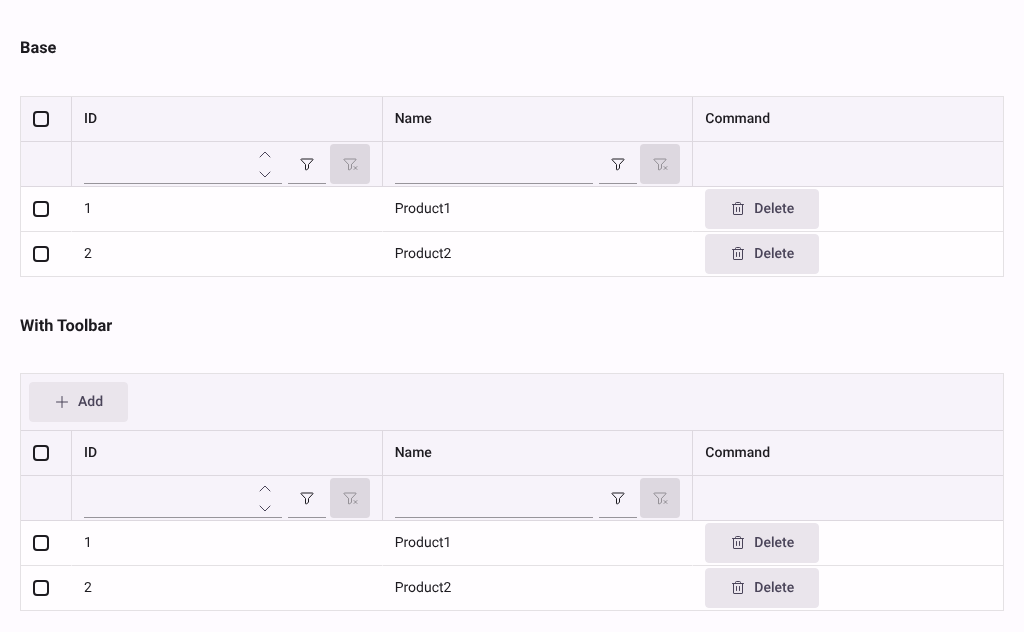 Base
ID Name Command
1 Product1 Delete
2 Product2 Delete
With Toolbar
Add
ID Name Command
1 Product1 Delete
2 Product2 Delete